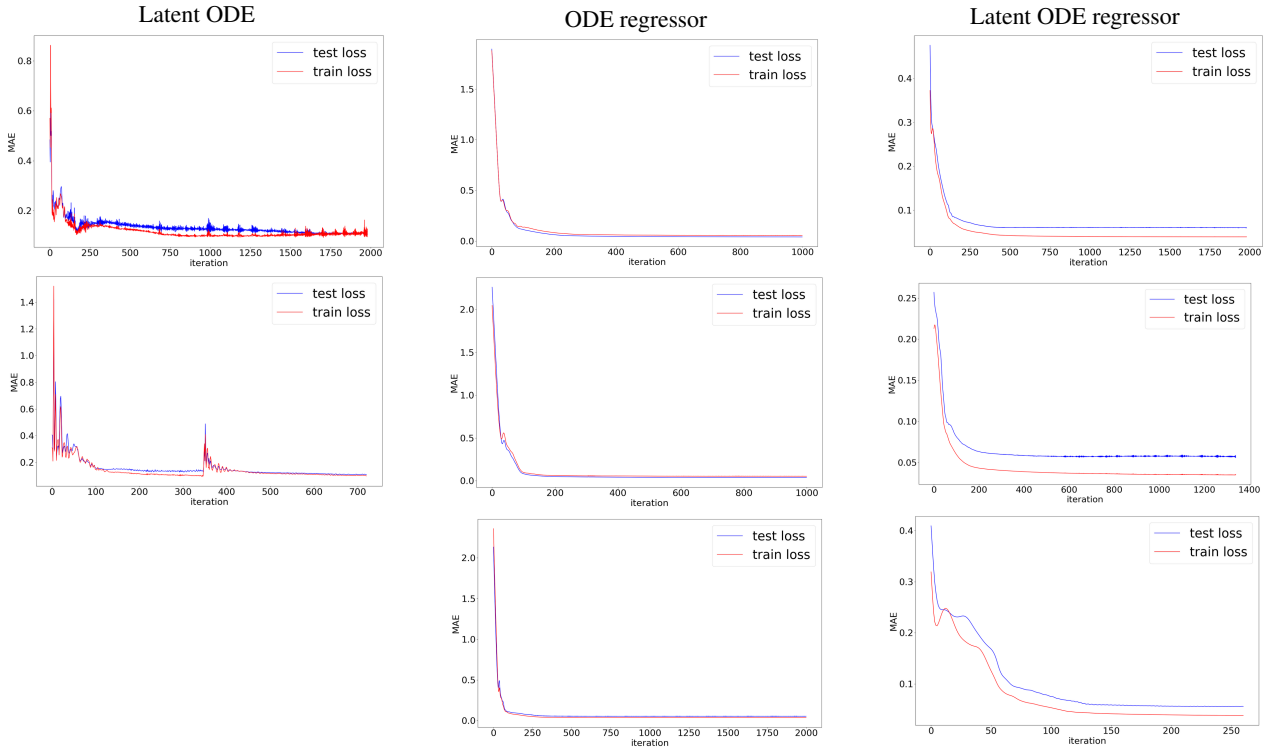 Latent ODE
ODE regressor
Latent ODE regressor
test loss
train loss
MAE
0.8
0.6
0.4
0.2
0 250 500 750 1000 1250 1500 1750 2000
iteration
test loss
train loss
MAE
1.5
1.0
0.5
0.0
0 200 400 600 800 1000
iteration
test loss
train loss
MAE
0.4
0.3
0.2
0.1
0 250 500 750 1000 1250 1500 1750 2000
iteration
test loss
train loss
MAE
1.4
1.2
1.0
0.8
0.6
0.4
0.2
0 100 200 300 400 500 600 700
iteration
test loss
train loss
MAE
2.0
1.5
1.0
0.5
0.0
0 200 400 600 800 1000
iteration
test loss
train loss
MAE
0.25
0.20
0.15
0.10
0.05
0 200 400 600 800 1000 1200 1400
iteration
test loss
train loss
MAE
2.0
1.5
1.0
0.5
0.0
0 250 500 750 1000 1250 1500 1750 2000
iteration
test loss
train loss
MAE
0.4
0.3
0.2
0.1
0 50 100 150 200 250
iteration